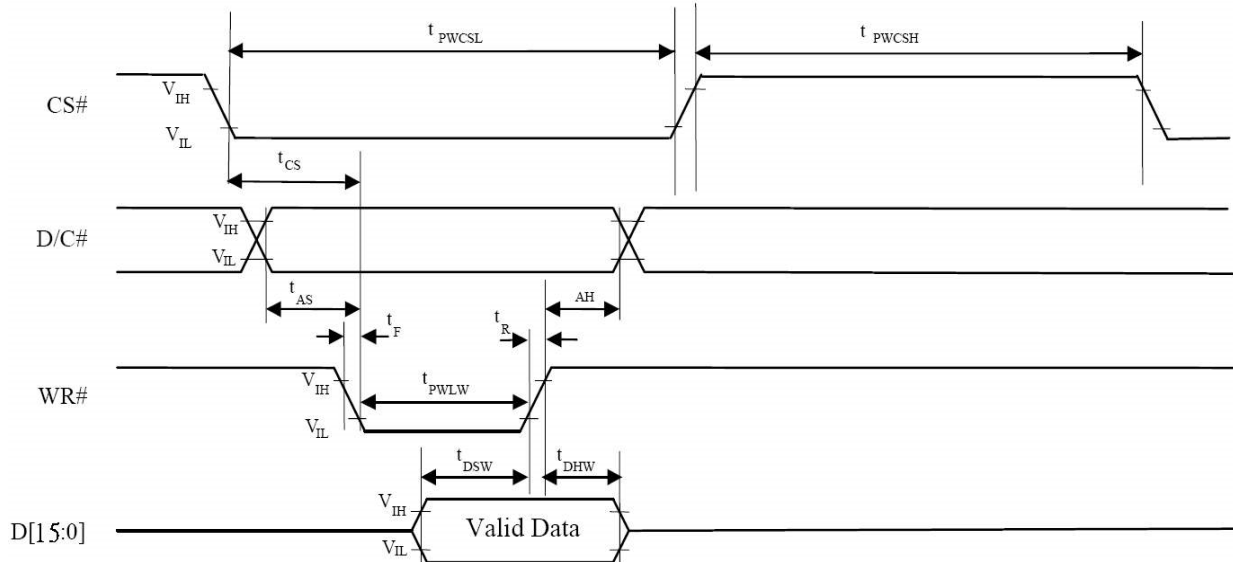 t PWCSL
t PWCSH
CS#
V IH
V IL
t CS
D/C#
V IH
V IL
t AS
AH
t F
t R
WR#
V IH
V IL
t PWLW
t DSW
t DHW
D[15:0]
V IH
V IL
Valid Data